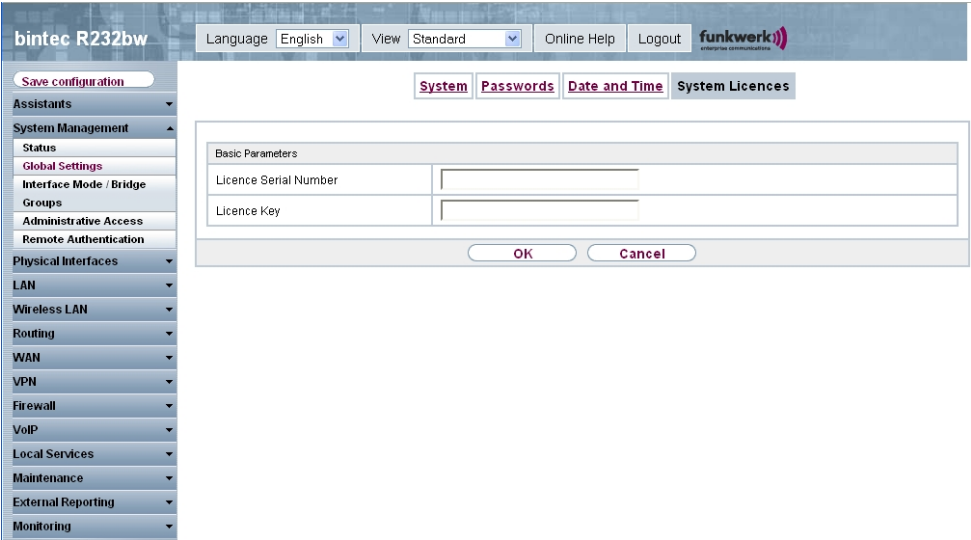 bintec R232bw
Language English View Standard Online Help Logout funkwerk
enterprise communications
Save configuration
System Passwords Date and Time System Licences
Assistants
System Management
Status
Global Settings
Interface Mode / Bridge
Groups
Administrative Access
Remote Authentication
Physical Interfaces
LAN
Wireless LAN
Routing
WAN
VPN
Firewall
VoIP
Local Services
Maintenance
External Reporting
Monitoring
Basic Parameters
Licence Serial Number
Licence Key
OK Cancel